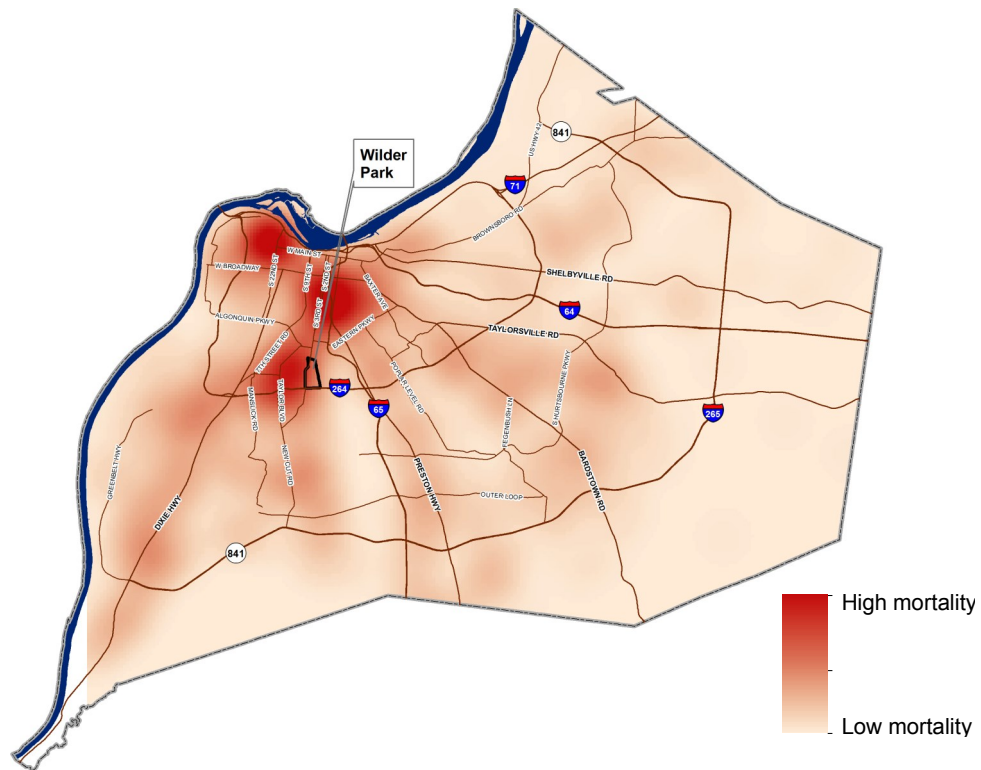 841
US HWY 42
Wilder
Park
71
BROWNSBORO RD
W MAIN ST
W BROADWAY
S 22ND ST
S 9TH ST
S 2ND ST
SHELBYVILLE RD
BAXTER AVE
64
S 3RD ST
ALGONQUIN PKWY
EASTERN PKWY
TAYLORSVILLE RD
7TH STREET RD
POPLAR LEVEL RD
S HURTSBOURNE PKWY
264
MANSLICK RD
TAYLOR BLVD
65
265
FEGENBUSH LN
GREENBELT HWY
NEW CUT RD
PRESTON HWY
BARDSTOWN RD
DIXIE HWY
OUTER LOOP
841
High mortality
Low mortality